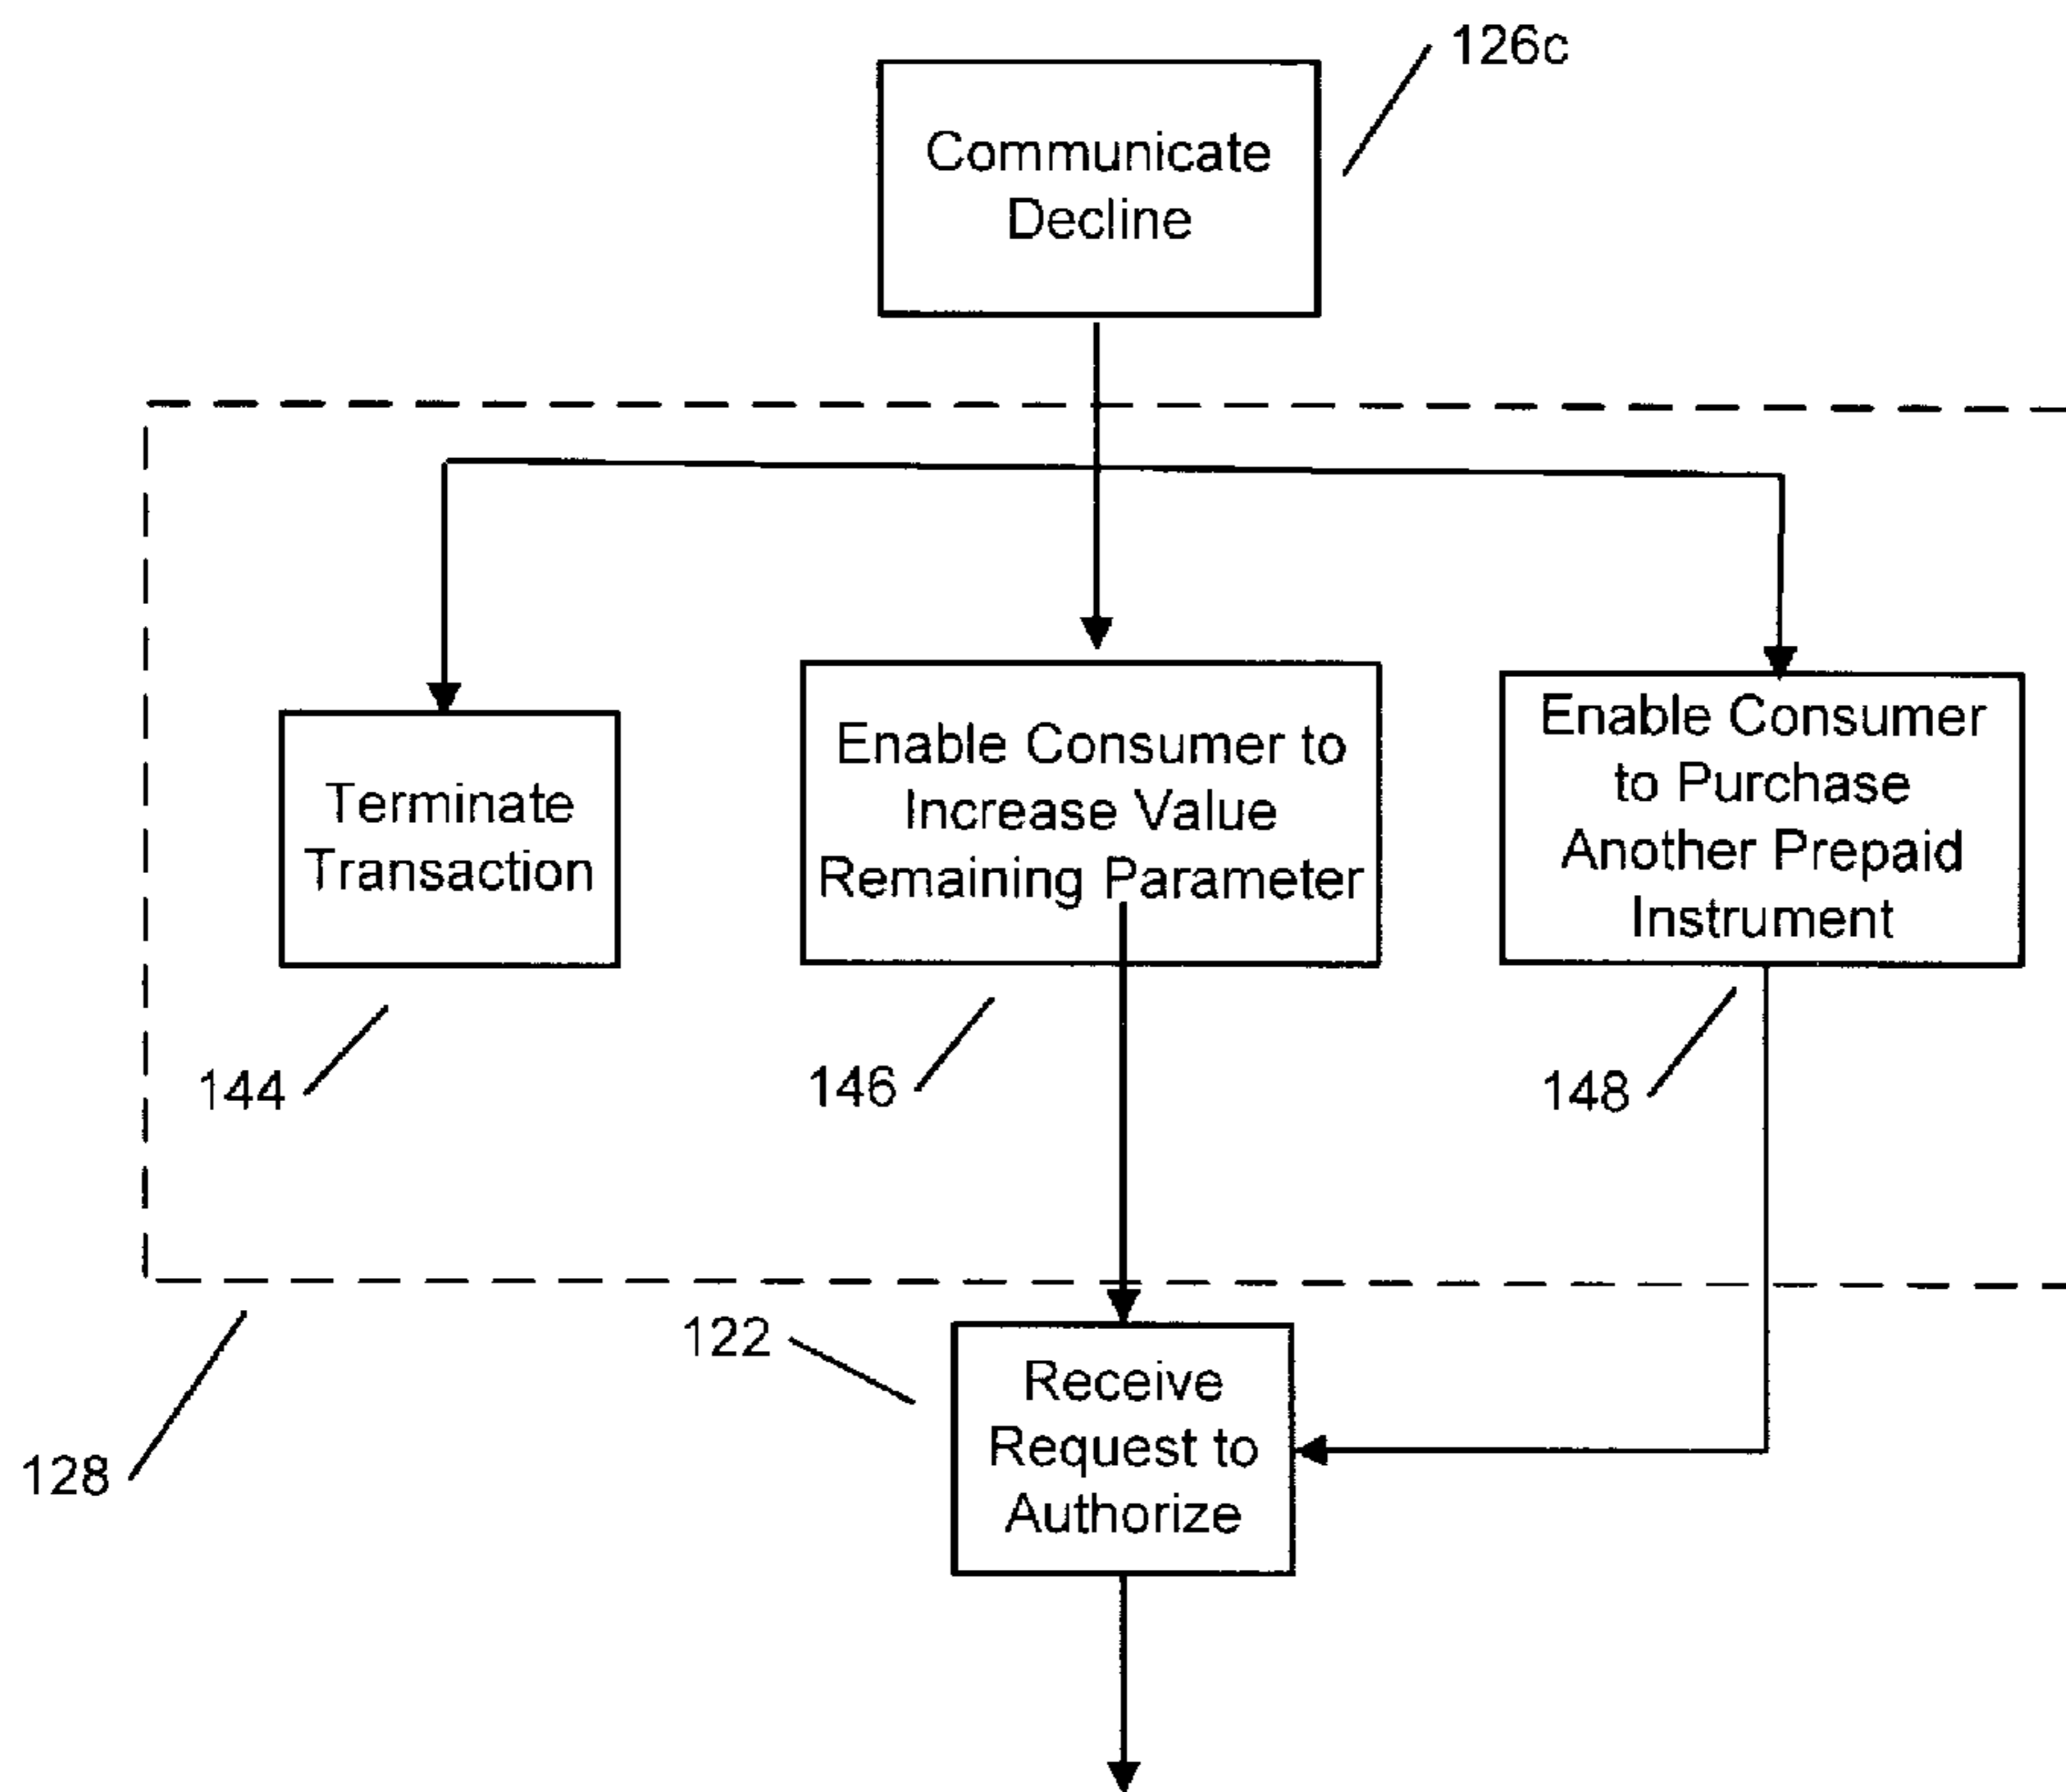 126c
Communicate
Decline
Terminate
Transaction
Enable Consumer to
Increase Value
Remaining Parameter
Enable Consumer
to Purchase
Another Prepaid
Instrument
144
146
148
122
128
Receive
Request to
Authorize